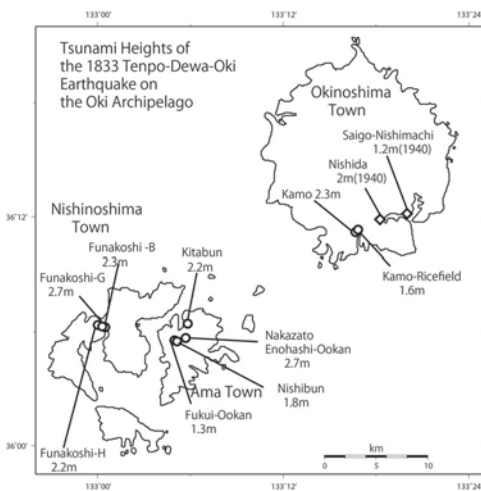 133°00'
133°12'
133°24'
Tsunami Heights of
the 1833 Tenpo-Dewa-Oki
Earthquake on
the Oki Archipelago
Okinoshima
Town
Saigo-Nishimachi
1.2m(1940)
Nishida
2m(1940)
Kamo 2.3m
36°12'
Nishinoshima
Town
Funakoshi -B
2.3m
Kitabun
2.2m
Funakoshi-G
2.7m
Kamo-Ricefield
1.6m
Nakazato
Enohashi-Ookan
2.7m
Nishibun
1.8m
Ama Town
Fukui-Ookan
1.3m
36°00'
Funakoshi-H
2.2m
km
0 5 10
133°00'
133°12'
133°24'